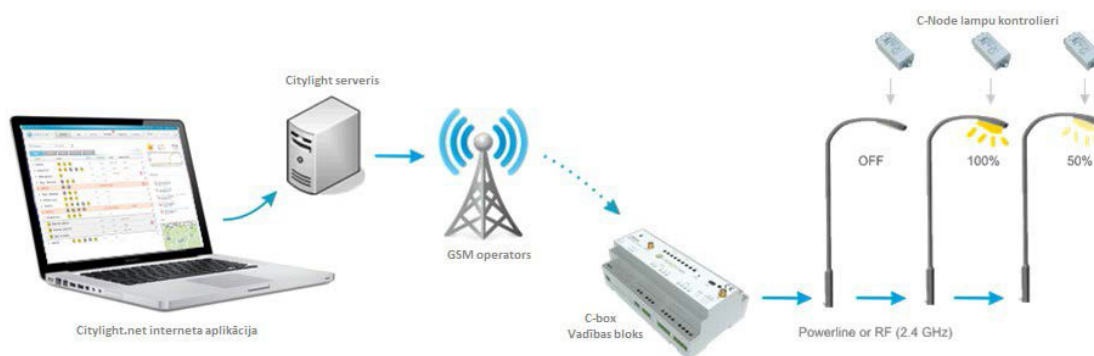 C-Node lampu kontrolieri
Citylight serveris
OFF
100%
50%
GSM operators
Citylight.net interneta aplikācija
C-box
Vadības bloks
Powerline or RF (2.4 GHz)